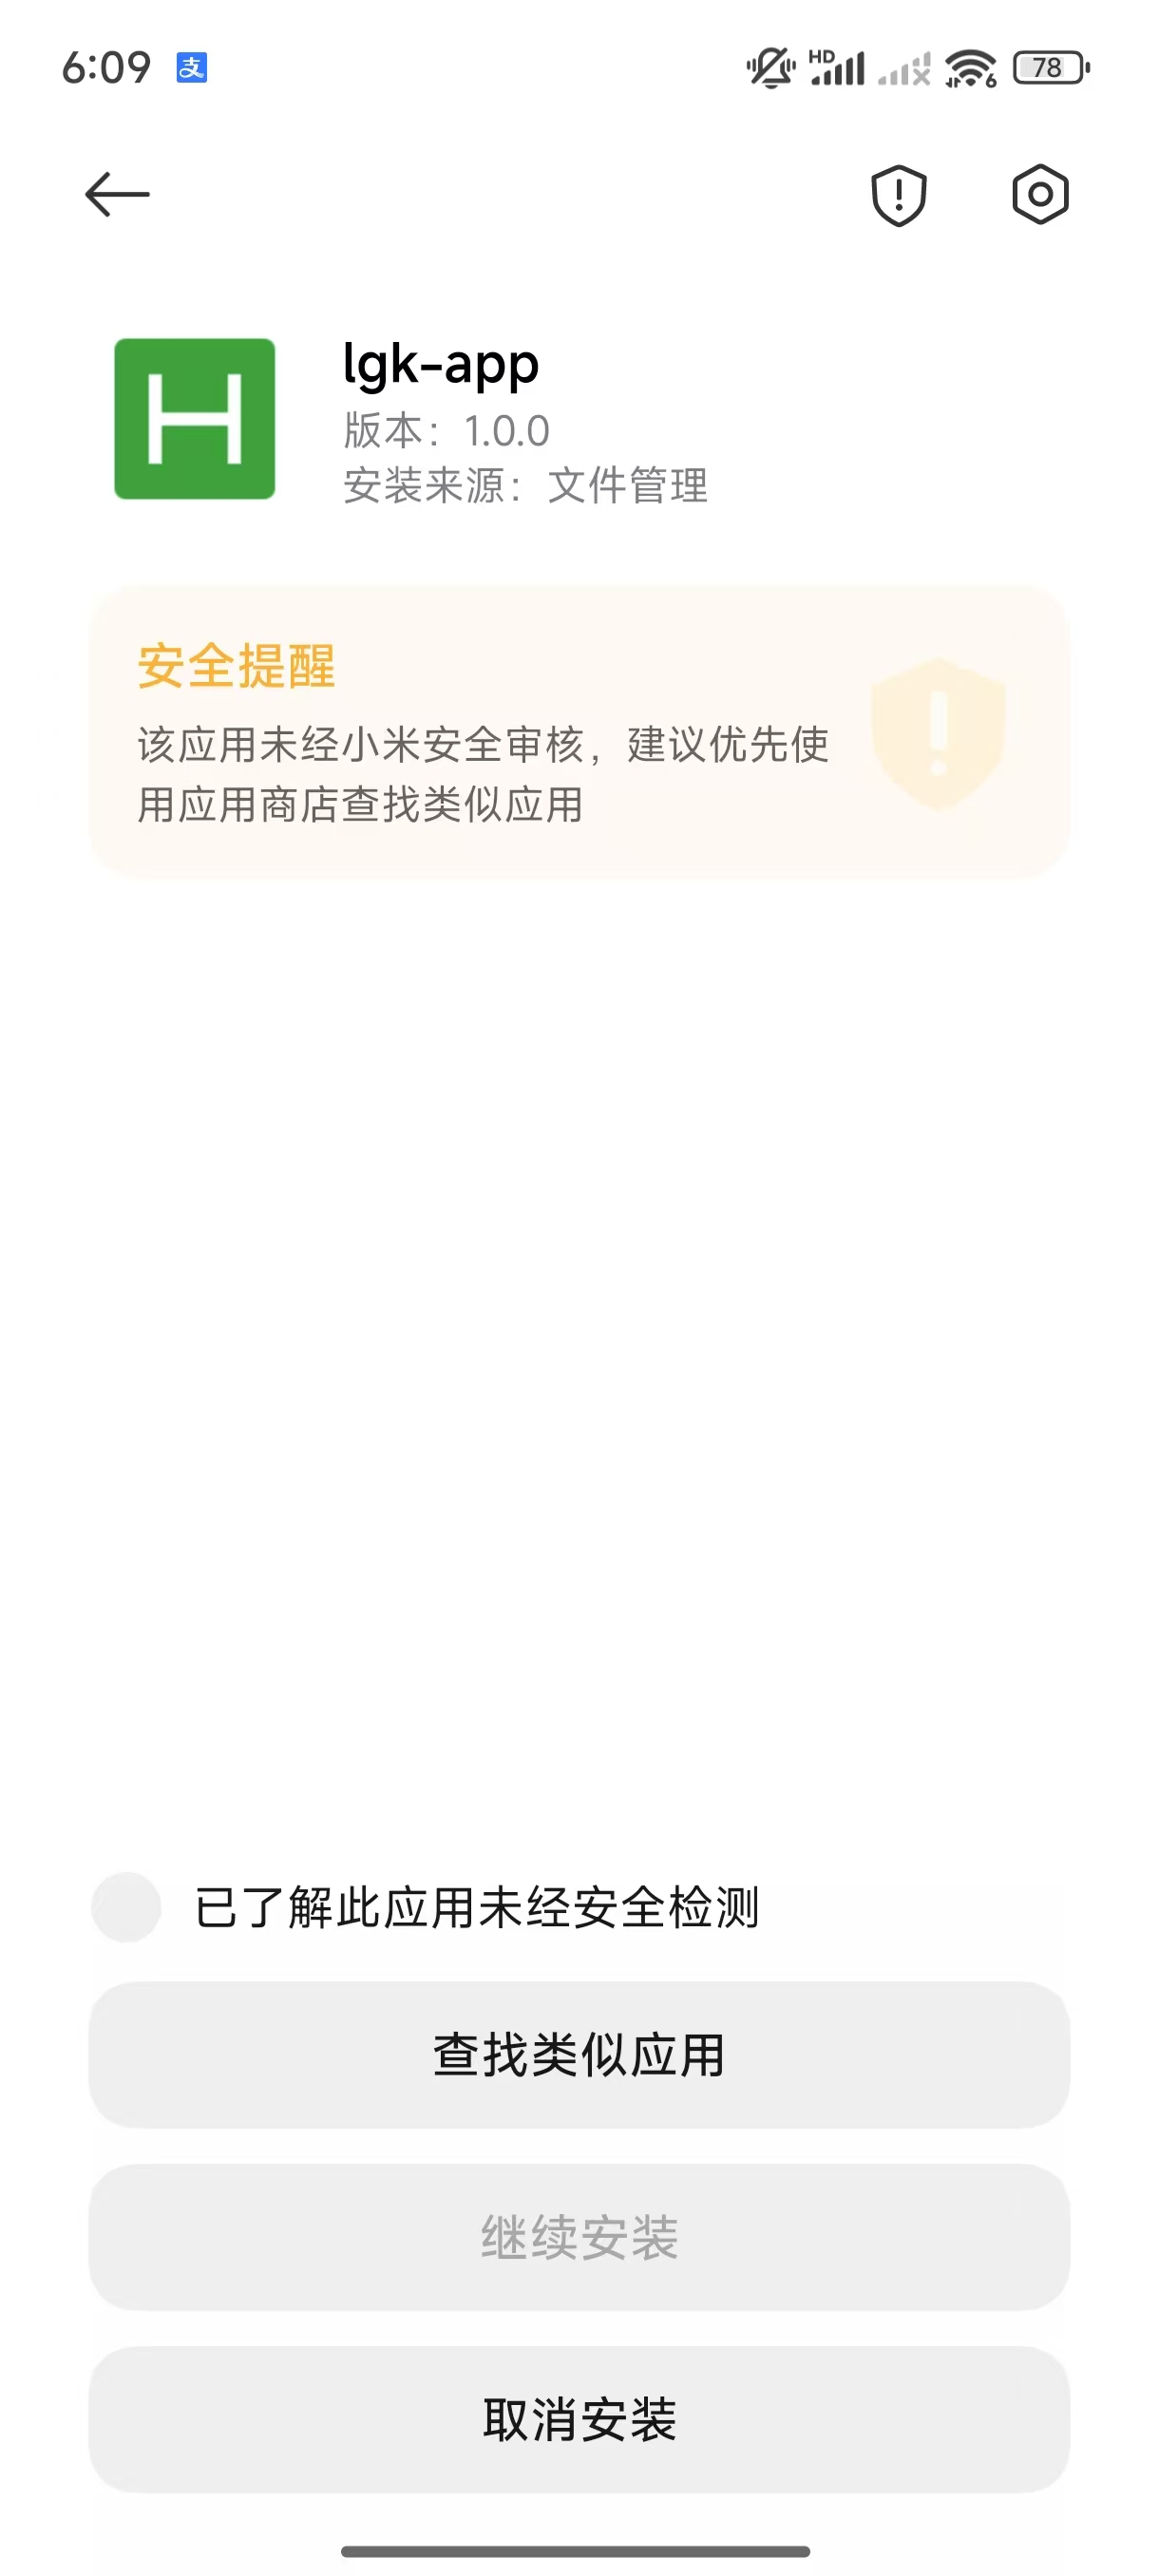 6:09 支 HD 6 78
H
lgk-app
版本：1.0.0
安装来源：文件管理
安全提醒
该应用未经小米安全审核，建议优先使
用应用商店查找类似应用
已了解此应用未经安全检测
查找类似应用
继续安装
取消安装